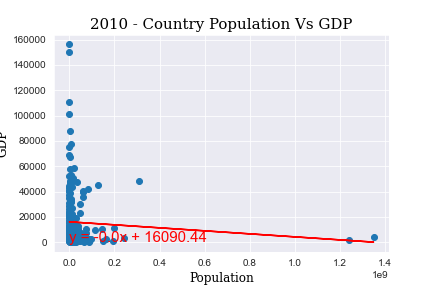 2010 - Country Population Vs GDP
160000
140000
120000
100000
80000
60000
40000
20000
0
GDP
y = -0.0x + 16090.44
0.0 0.2 0.4 0.6 0.8 1.0 1.2 1.4
1e9
Population